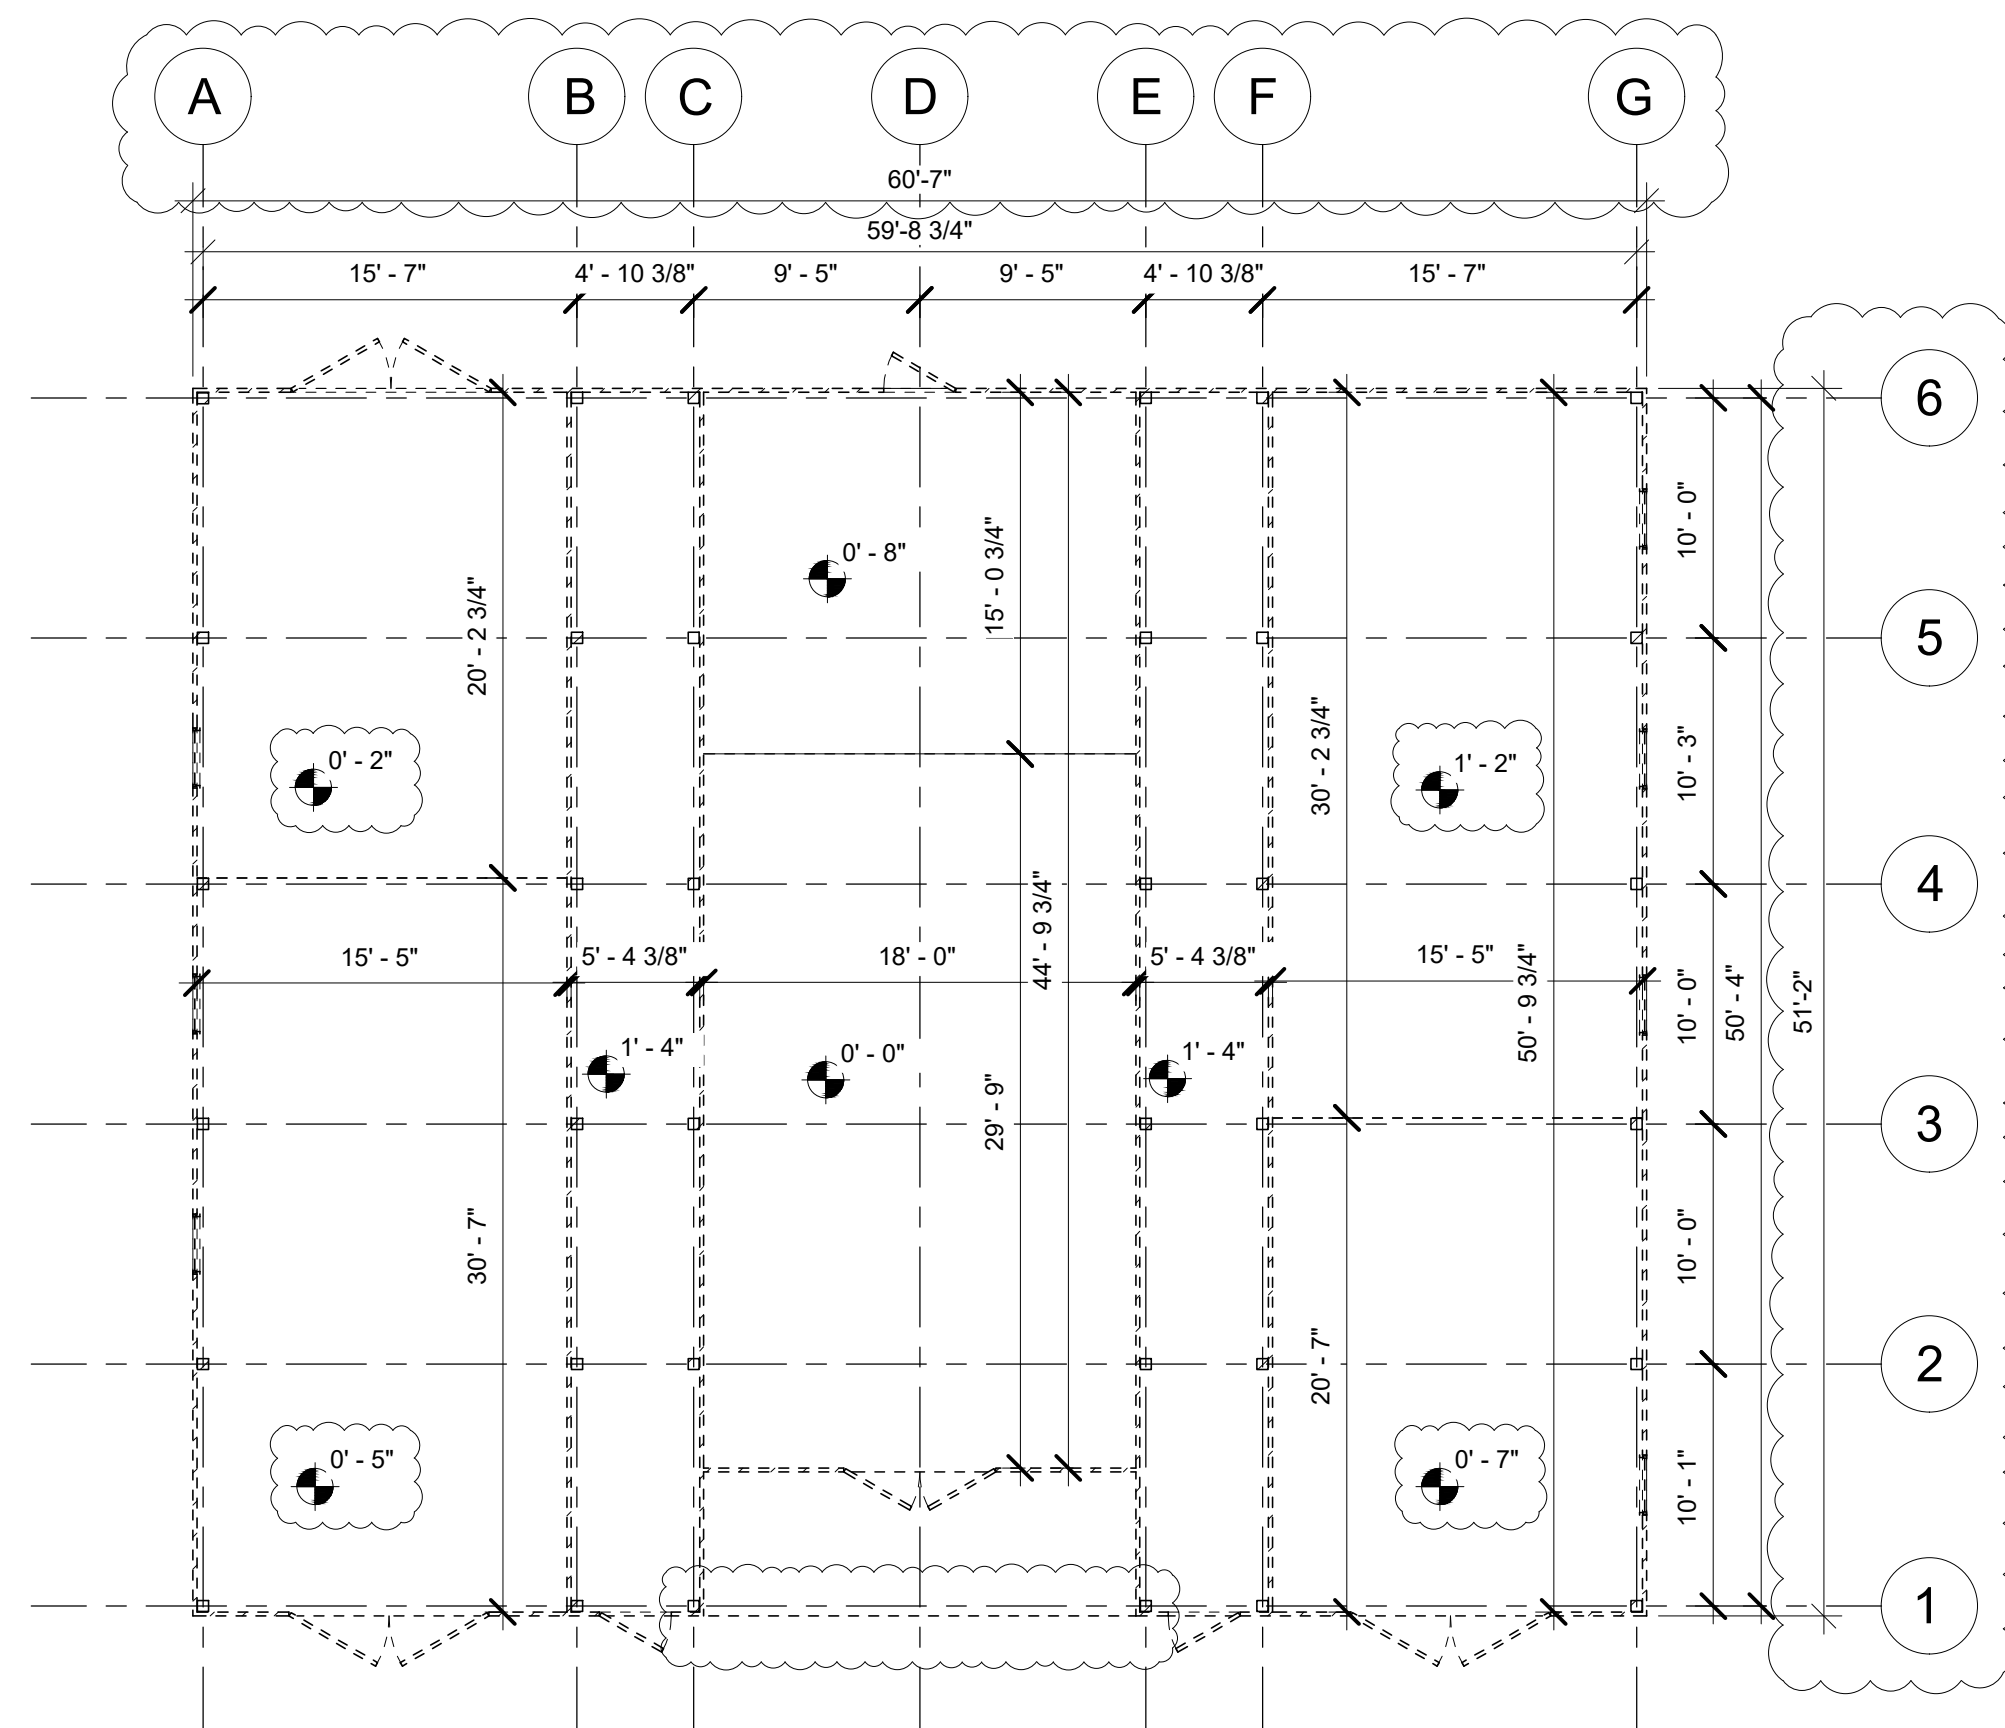 A B C D E F G
60'-7"
59'-8 3/4"
15' - 7" 4' - 10 3/8" 9' - 5" 9' - 5" 4' - 10 3/8" 15' - 7"
6
10' - 0"
15' - 0 3/4"
0' - 8"
20' - 2 3/4"
5
30' - 2 3/4"
0' - 2"
1' - 2"
10' - 3"
4
44' - 9 3/4"
15' - 5" 5' - 4 3/8" 18' - 0" 5' - 4 3/8" 15' - 5"
50' - 9 3/4"
10' - 0"
50' - 4"
51'-2"
1' - 4" 0' - 0" 1' - 4"
29' - 9"
3
30' - 7"
10' - 0"
20' - 7"
2
0' - 5"
0' - 7"
10' - 1"
1